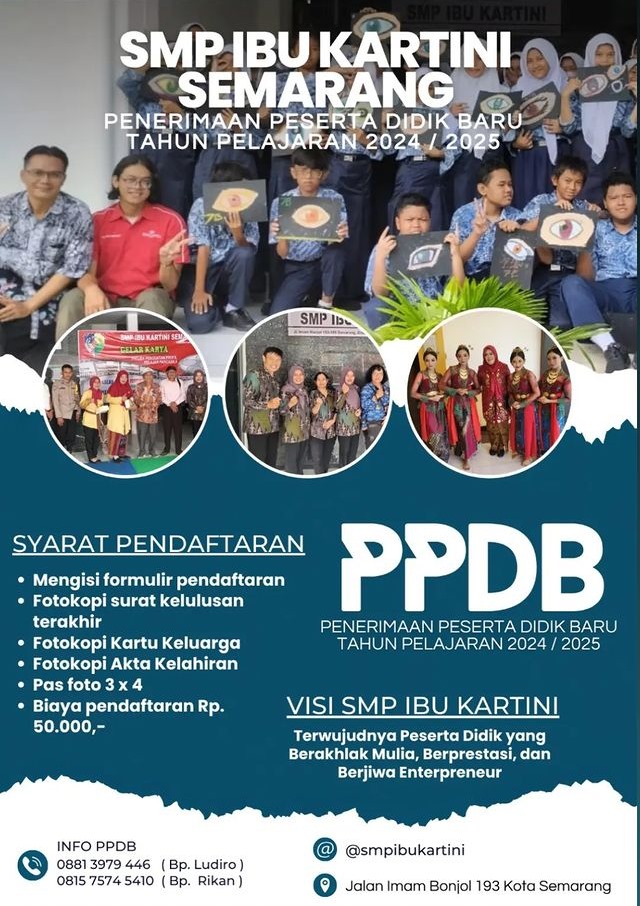 SMP IBU KARTINI
SMP IBU KARTINI
SEMARANG
PENERIMAAN PESERTA DIDIK BARU
TAHUN PELAJARAN 2024 / 2025
SMP IBU KARTINI SEM
GELAR KARYA
SMP IBU
SYARAT PENDAFTARAN
• Mengisi formulir pendaftaran
• Fotokopi surat kelulusan
terakhir
• Fotokopi Kartu Keluarga
• Fotokopi Akta Kelahiran
• Pas foto 3 x 4
• Biaya pendaftaran Rp.
50.000,-
PPDB
PENERIMAAN PESERTA DIDIK BARU
TAHUN PELAJARAN 2024 / 2025
VISI SMP IBU KARTINI
Terwujudnya Peserta Didik yang
Berakhlak Mulia, Berprestasi, dan
Berjiwa Enterpreneur
INFO PPDB
0881 3979 446 ( Bp. Ludiro )
0815 7574 5410 ( Bp. Rikan )
@smpibukartini
Jalan Imam Bonjol 193 Kota Semarang